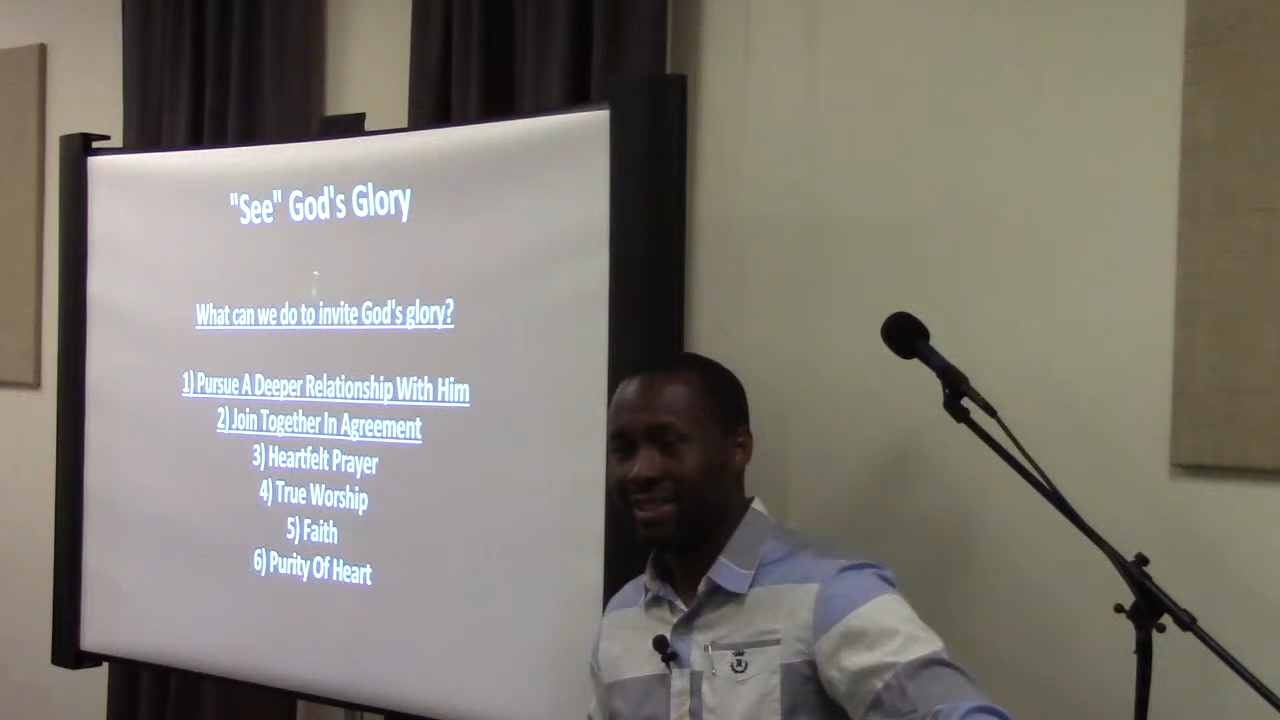 "See" God's Glory
What can we do to invite God's glory?
1) Pursue A Deeper Relationship With Him
2) Join Together In Agreement
3) Heartfelt Prayer
4) True Worship
5) Faith
6) Purity Of Heart